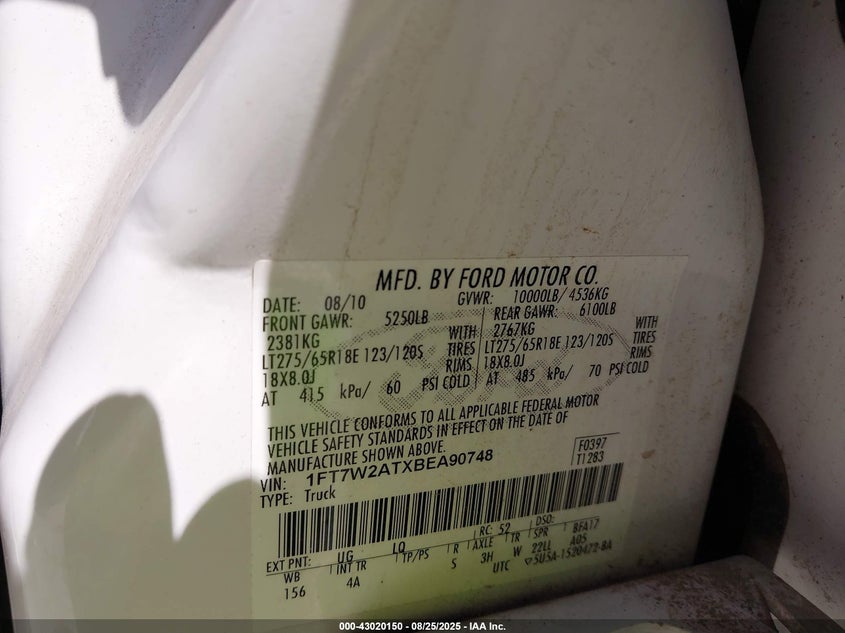 MFD. BY FORD MOTOR CO.
DATE: 08/10 GVWR: 10000LB/ 4536KG
FRONT GAWR: 5250LB REAR GAWR: 6100LB
2381KG WITH 2767KG WITH
LT275/65R18E 123/120S TIRES LT275/65R18E 123/120S TIRES
18X8.0J RIMS 18X8.0J RIMS
AT 415 kPa/ 60 PSI COLD AT 485 kPa/ 70 PSI COLD
THIS VEHICLE CONFORMS TO ALL APPLICABLE FEDERAL MOTOR
VEHICLE SAFETY STANDARDS IN EFFECT ON THE DATE OF
MANUFACTURE SHOWN ABOVE.
VIN: 1FT7W2ATXBEA90748 F0397
TYPE: Truck T1283
EXT PNT: UG LQ RC: 52 DSO:
WB INT TR TP/PS R AXLE TR SPR BFA17
156 4A S 3H W 22LL A05
UTC ▽5U5A-1520472-BA
000-43020150 - 08/25/2025 - IAA Inc.